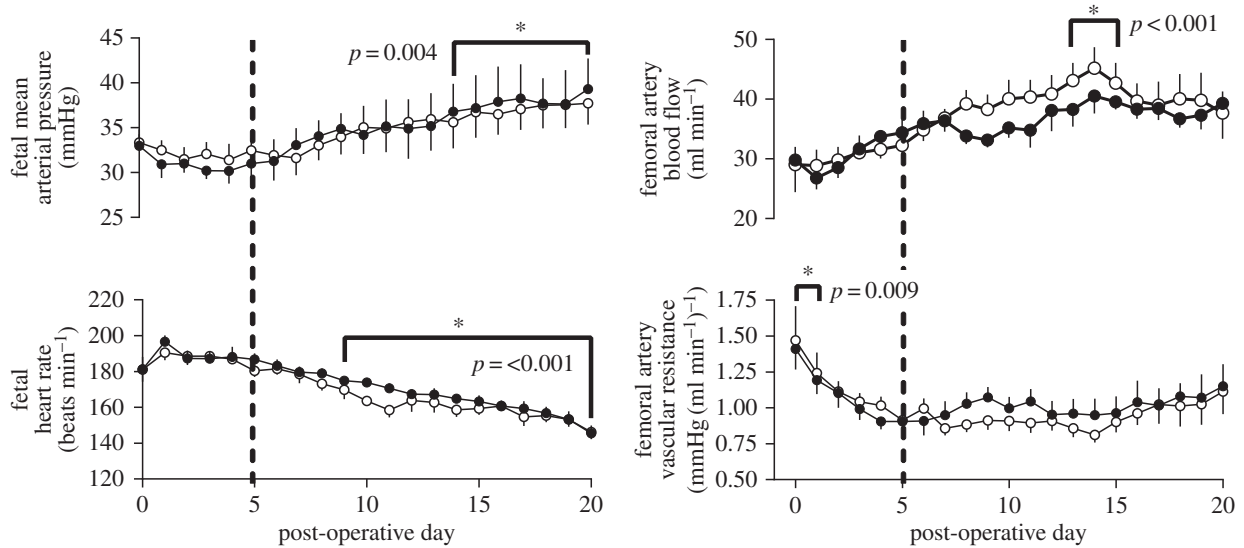 fetal mean
arterial pressure
(mmHg)
45
40
35
30
25
p = 0.004
*
femoral artery
blood flow
(ml min−1)
50
40
30
20
*
p < 0.001
fetal
heart rate
(beats min−1)
220
200
180
160
140
120
*
p = <0.001
0
5
10
15
20
post-operative day
femoral artery
vascular resistance
(mmHg (ml min−1)−1)
1.75
1.50
1.25
1.00
0.75
0.50
*
p = 0.009
0
5
10
15
20
post-operative day